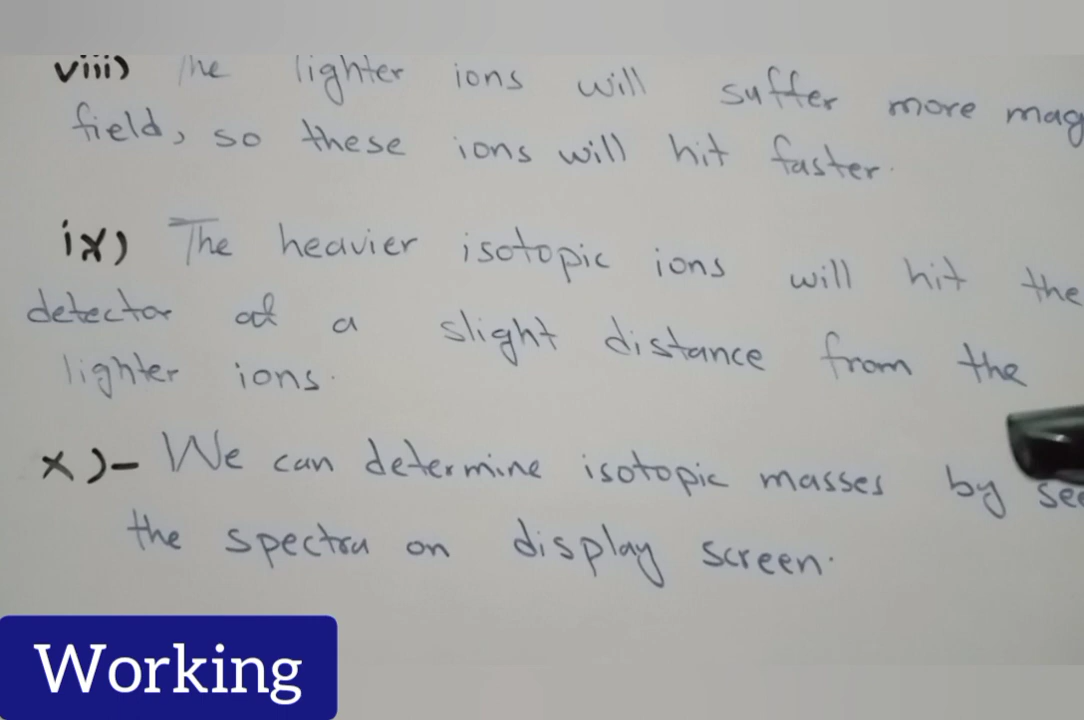 viii) The lighter ions will suffer more mag
field, so these ions will hit faster.
ix) The heavier isotopic ions will hit the
detector at a slight distance from the
lighter ions.
x)- We can determine isotopic masses by see
the spectra on display screen.
Working